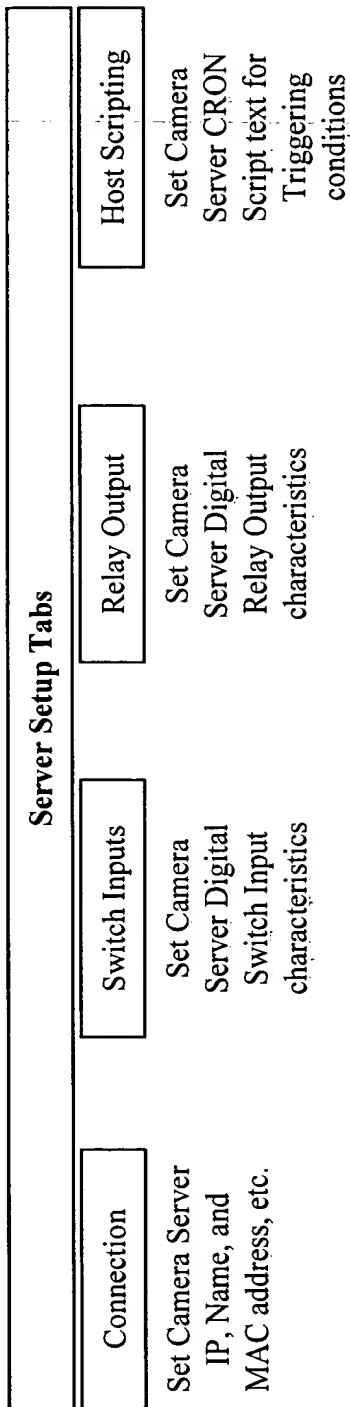 Server Setup Tabs
Connection
Set Camera Server
IP, Name, and
MAC address, etc.
Switch Inputs
Set Camera
Server Digital
Switch Input
characteristics
Relay Output
Set Camera
Server Digital
Relay Output
characteristics
Host Scripting
Set Camera
Server CRON
Script text for
Triggering
conditions